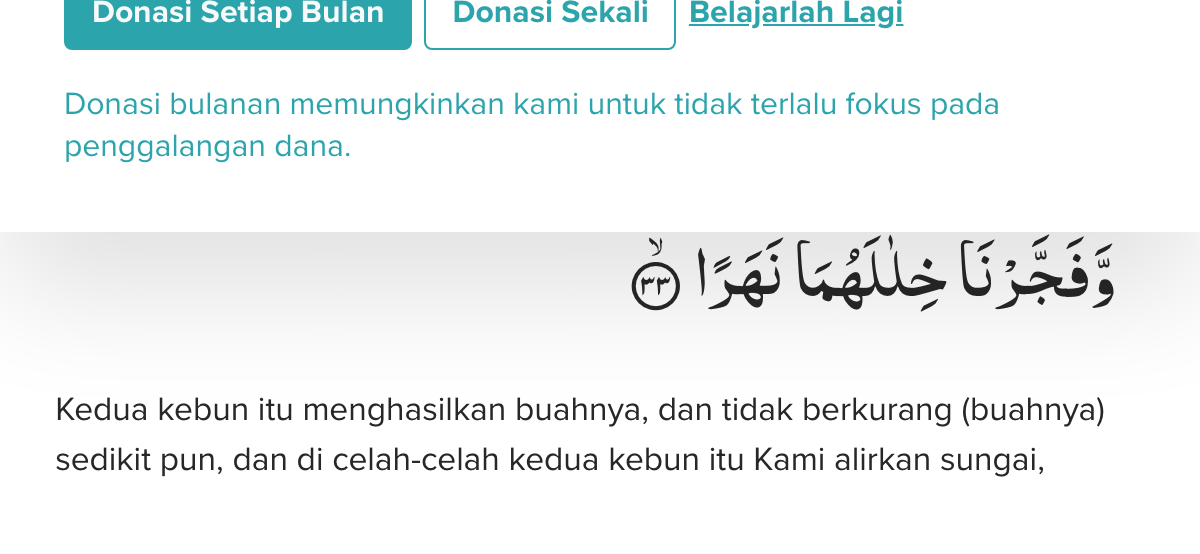 Donasi Setiap Bulan Donasi Sekali Belajarlah Lagi
Donasi bulanan memungkinkan kami untuk tidak terlalu fokus pada
penggalangan dana.
وَّفَجَّرْنَا خِلٰلَهُمَا نَهَرًاۙ ٣٣
Kedua kebun itu menghasilkan buahnya, dan tidak berkurang (buahnya)
sedikit pun, dan di celah-celah kedua kebun itu Kami alirkan sungai,